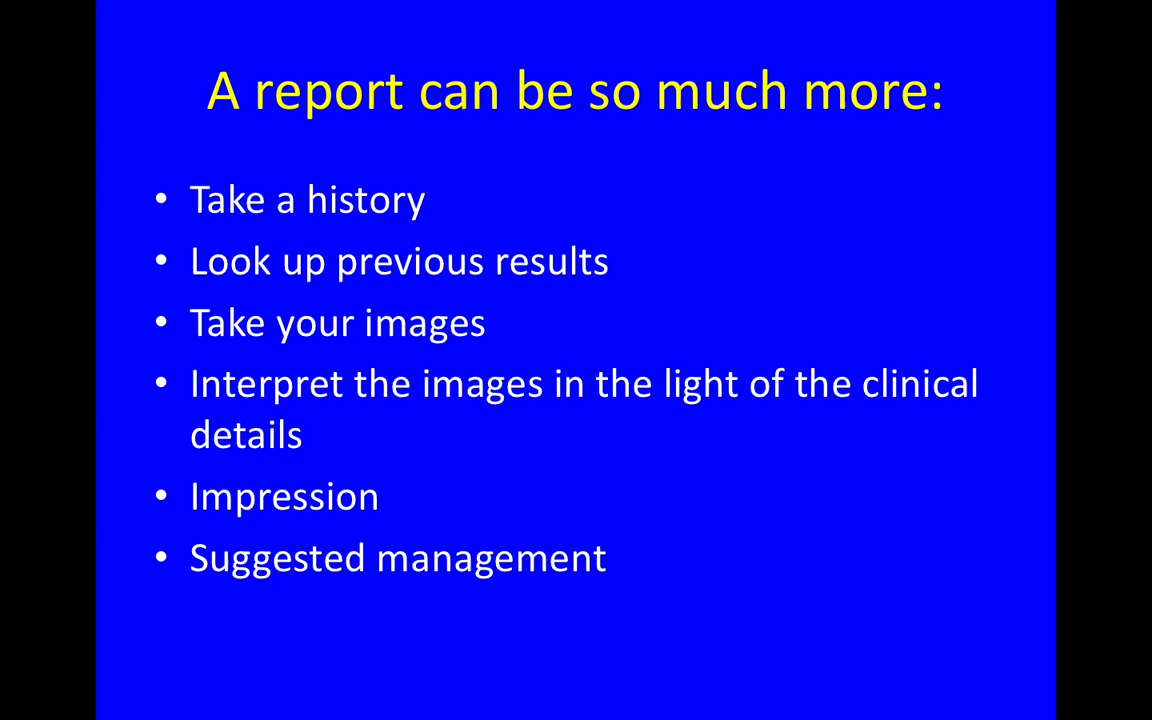 A report can be so much more:
• Take a history
• Look up previous results
• Take your images
• Interpret the images in the light of the clinical
details
• Impression
• Suggested management